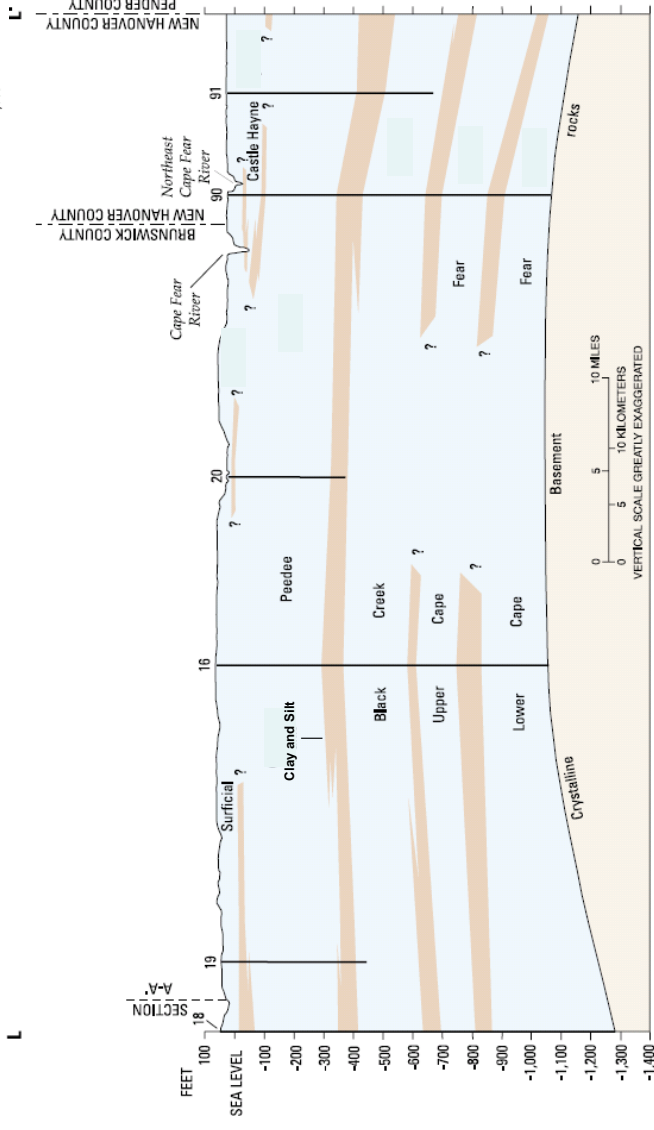 L
L'
SECTION
A-A'
BRUNSWICK COUNTY
NEW HANOVER COUNTY
NEW HANOVER COUNTY
PENDER COUNTY
18
19
16
20
90
91
Cape Fear
River
Northeast
Cape Fear
River
FEET
100
SEA LEVEL
-100
-200
-300
-400
-500
-600
-700
-800
-900
-1,000
-1,100
-1,200
-1,300
-1,400
Surficial
?
?
?
?
?
?
?
Castle Hayne
Clay and Silt
Peedee
Black
Creek
?
?
Upper
Cape
Fear
?
?
Lower
Cape
Fear
Crystalline
Basement
rocks
0
5
10 MILES
0
5
10 KILOMETERS
VERTICAL SCALE GREATLY EXAGGERATED